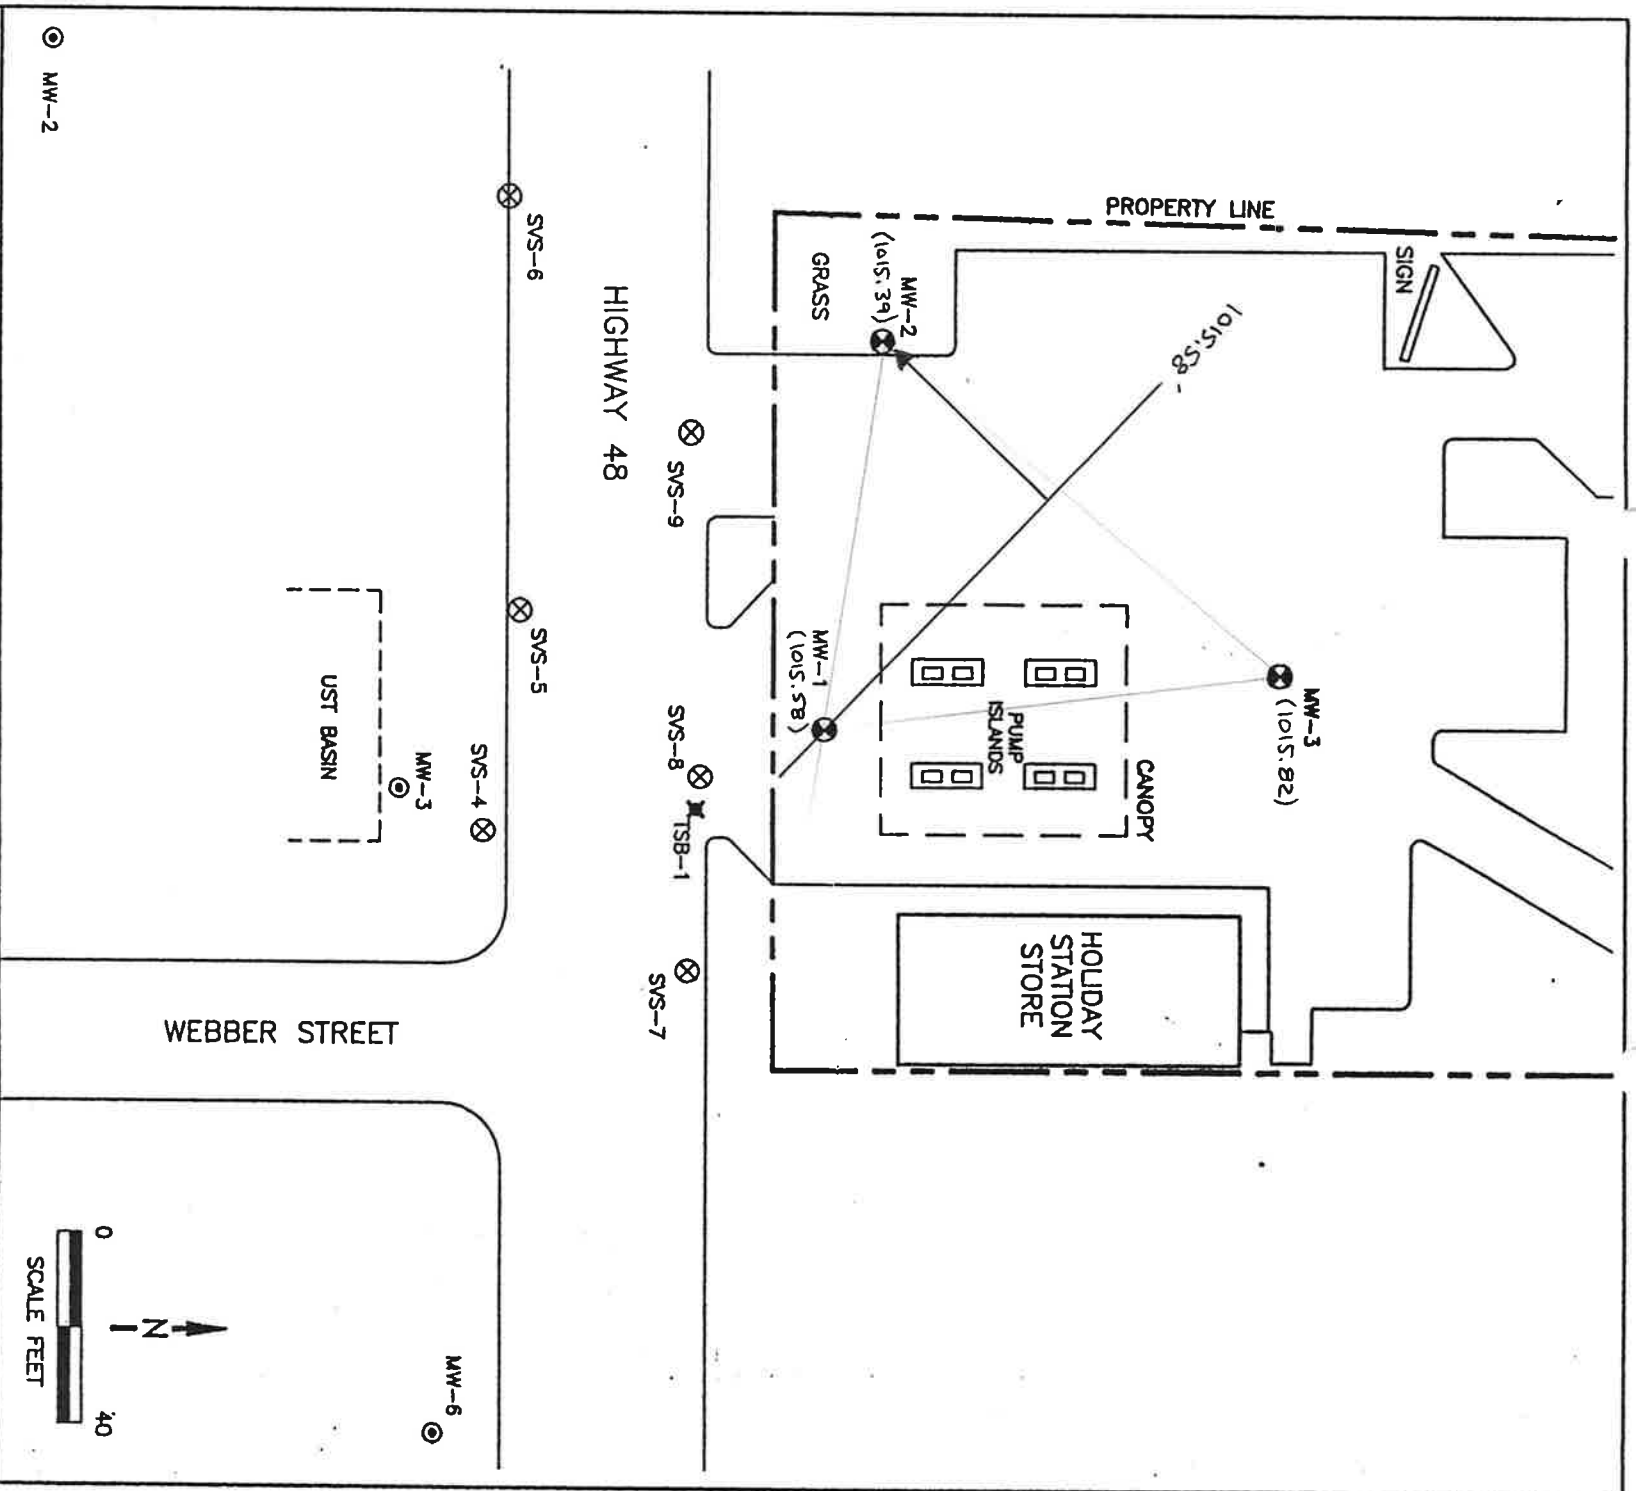 MW-2
SVS-6
HIGHWAY 48
PROPERTY LINE
GRASS
MW-2
(1015.39)
SIGN
1015.58
SVS-9
SVS-5
UST BASIN
MW-3
SVS-4
MW-1
(1015.58)
SVS-8
TSB-1
PUMP
ISLANDS
CANOPY
MW-3
(1015.82)
HOLIDAY
STATION
STORE
SVS-7
WEBBER STREET
MW-6
N
0
40
SCALE FEET